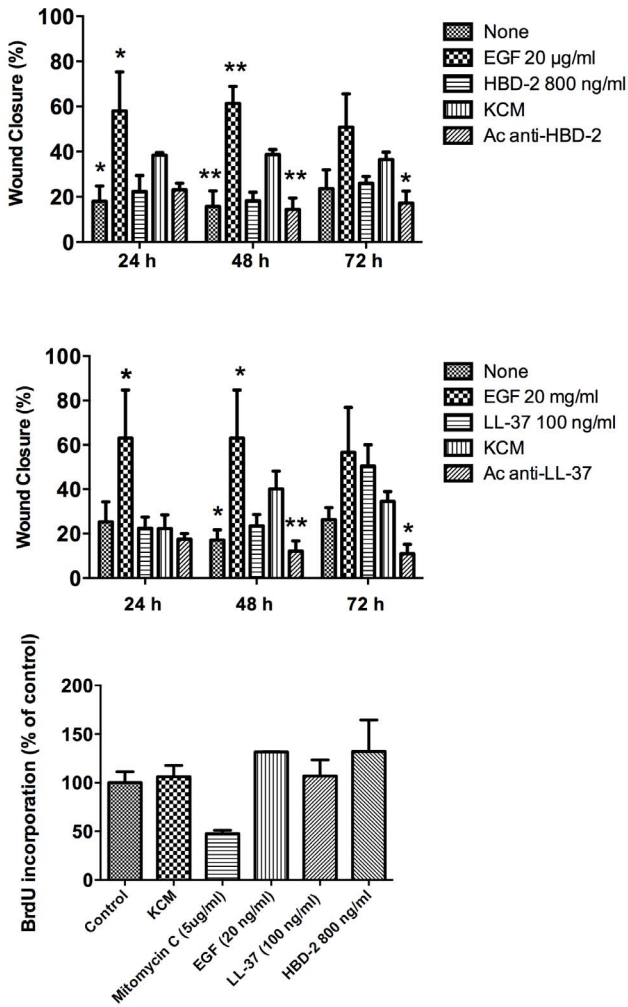 Wound Closure (%)
100
80
60
40
20
0
* * ** ** ** *
24 h 48 h 72 h
None
EGF 20 µg/ml
HBD-2 800 ng/ml
KCM
Ac anti-HBD-2
Wound Closure (%)
100
80
60
40
20
0
* * * ** *
24 h 48 h 72 h
None
EGF 20 mg/ml
LL-37 100 ng/ml
KCM
Ac anti-LL-37
BrdU incorporation (% of control)
200
150
100
50
0
Control
KCM
Mitomycin C (5ug/ml)
EGF (20 ng/ml)
LL-37 (100 ng/ml)
HBD-2 800 ng/ml